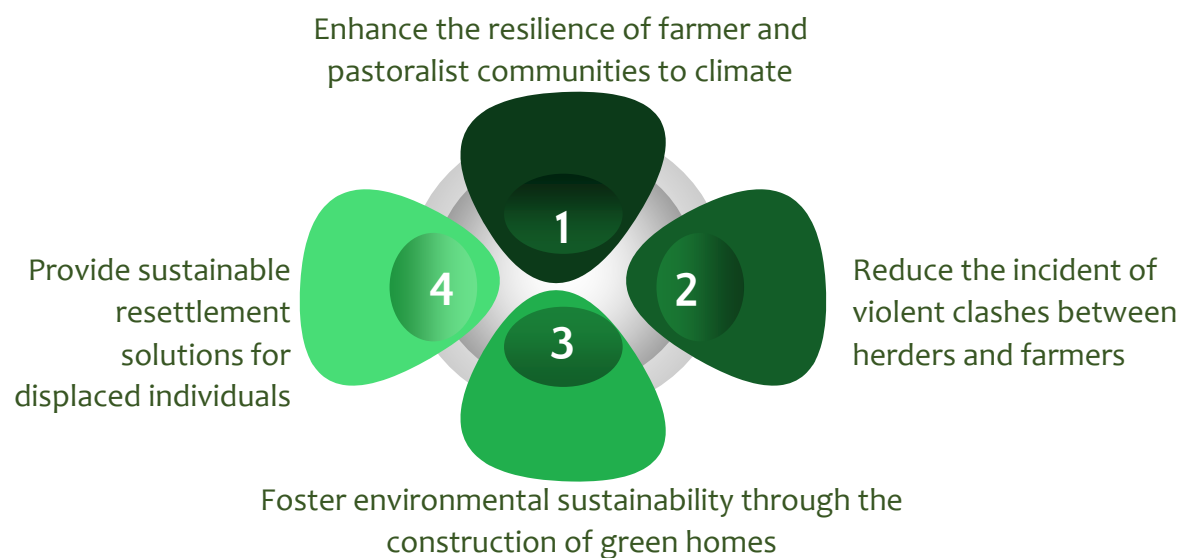 Enhance the resilience of farmer and
pastoralist communities to climate
1
2
Reduce the incident of
violent clashes between
herders and farmers
3
Foster environmental sustainability through the
construction of green homes
4
Provide sustainable
resettlement
solutions for
displaced individuals